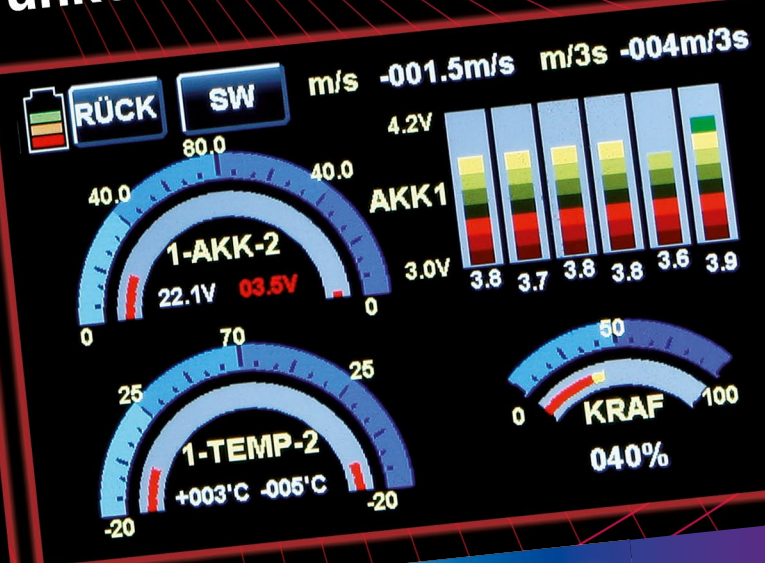 RÜCK
SW
m/s -001.5m/s m/3s -004m/3s
80.0
40.0 40.0
1-AKK-2
22.1V 03.5V
0 0
4.2V
AKK1
3.0V
3.8 3.7 3.8 3.8 3.6 3.9
70
25 25
1-TEMP-2
+003'C -005'C
-20 -20
50
0 100
KRAF
040%